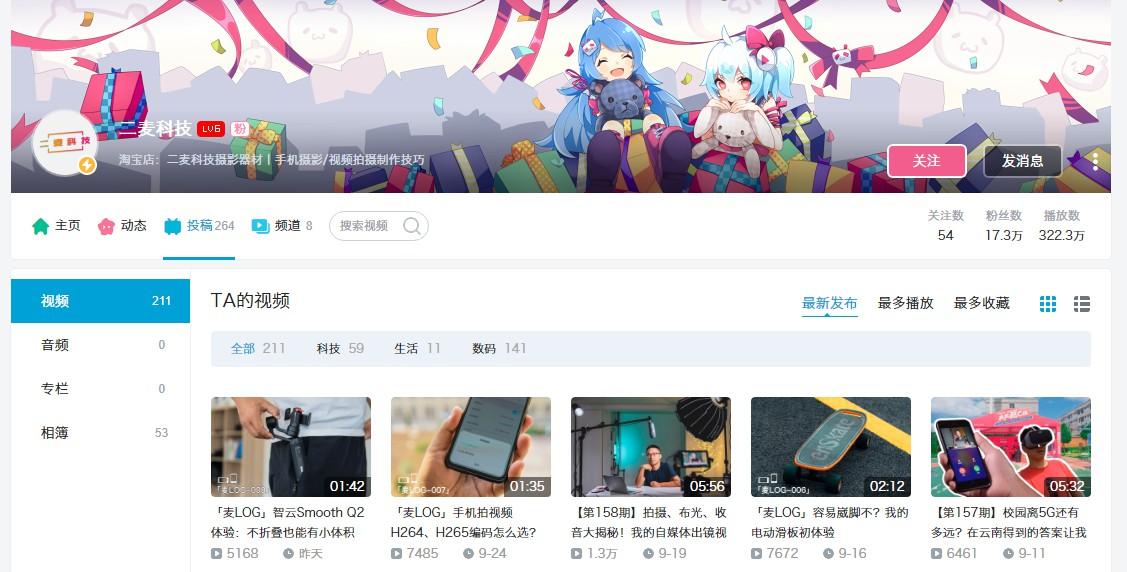 二麦科技 LV6 粉
二麦科技
淘宝店：二麦科技摄影器材丨手机摄影/视频拍摄制作技巧
关注 发消息
主页 动态 投稿 264 频道 8 搜索视频
关注数 粉丝数 播放数
54 17.3万 322.3万
视频 211
音频 0
专栏 0
相簿 53
TA的视频
最新发布 最多播放 最多收藏
全部 211 科技 59 生活 11 数码 141
「麦LOG-008」 01:42
「麦LOG-007」 01:35
05:56
enSkate
「麦LOG-006」 02:12
05:32
「麦LOG」智云Smooth Q2
体验：不折叠也能有小体积
5168 昨天
「麦LOG」手机拍视频
H264、H265编码怎么选?
7485 9-24
【第158期】拍摄、布光、收
音大揭秘！我的自媒体出镜视
1.3万 9-19
「麦LOG」容易崴脚不？我的
电动滑板初体验
7672 9-16
【第157期】校园离5G还有
多远？在云南得到的答案让我
6461 9-11